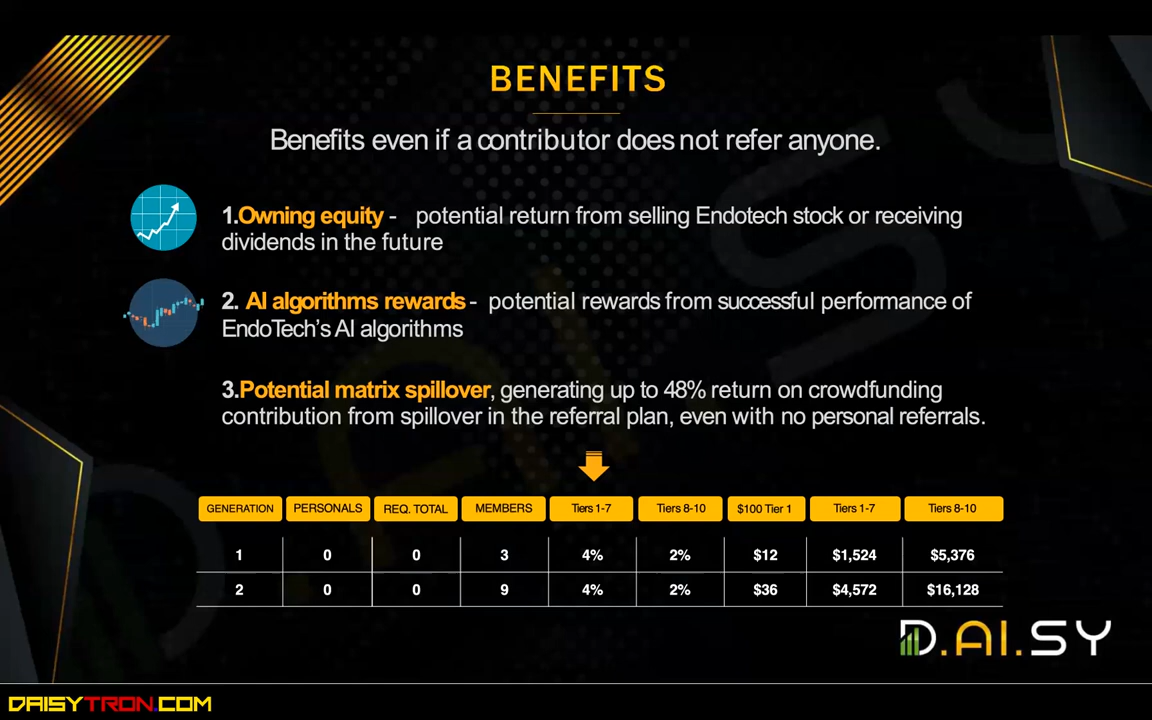 BENEFITS
Benefits even if a contributor does not refer anyone.
1.Owning equity - potential return from selling Endotech stock or receiving
dividends in the future
2. AI algorithms rewards - potential rewards from successful performance of
EndoTech's AI algorithms
3.Potential matrix spillover, generating up to 48% return on crowdfunding
contribution from spillover in the referral plan, even with no personal referrals.
GENERATION PERSONALS REQ. TOTAL MEMBERS Tiers 1-7 Tiers 8-10 $100 Tier 1 Tiers 1-7 Tiers 8-10
1 0 0 3 4% 2% $12 $1,524 $5,376
2 0 0 9 4% 2% $36 $4,572 $16,128
D.AI.SY
DAISYTRON.COM